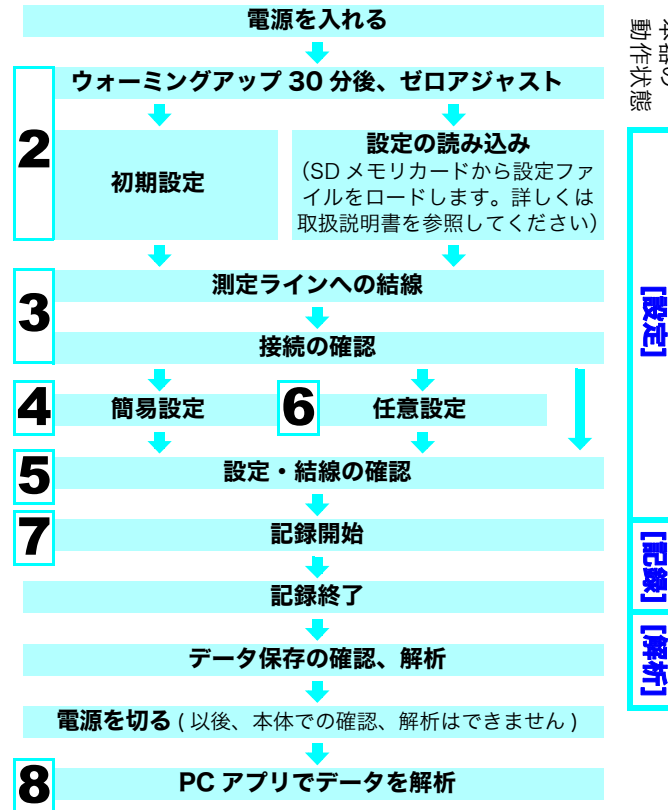 電源を入れる
ウォーミングアップ 30 分後、ゼロアジャスト
2
初期設定
設定の読み込み
（SD メモリカードから設定ファ
イルをロードします。詳しくは
取扱説明書を参照してください）
3
測定ラインへの結線
接続の確認
4
簡易設定
6
任意設定
5
設定・結線の確認
7
記録開始
記録終了
データ保存の確認、解析
電源を切る ( 以後、本体での確認、解析はできません )
8
PC アプリでデータを解析
動作状態
[設定]
[記録]
[解析]